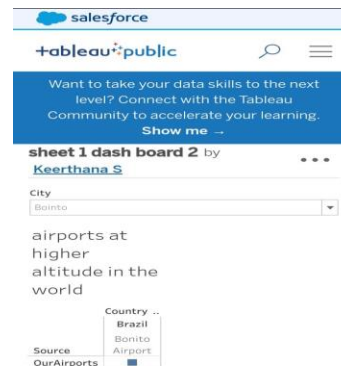 salesforce
+ableau public
Want to take your data skills to the next
level? Connect with the Tableau
Community to accelerate your learning.
Show me →
sheet 1 dash board 2 by
Keerthana S
City
Bointo
airports at
higher
altitude in the
world
Country ..
Brazil
Bonito
Source Airport
OurAirports